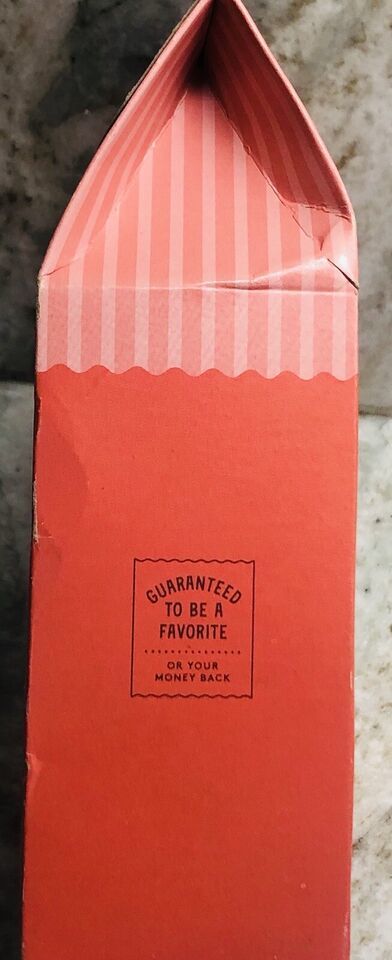 GUARANTEED
TO BE A
FAVORITE
OR YOUR
MONEY BACK